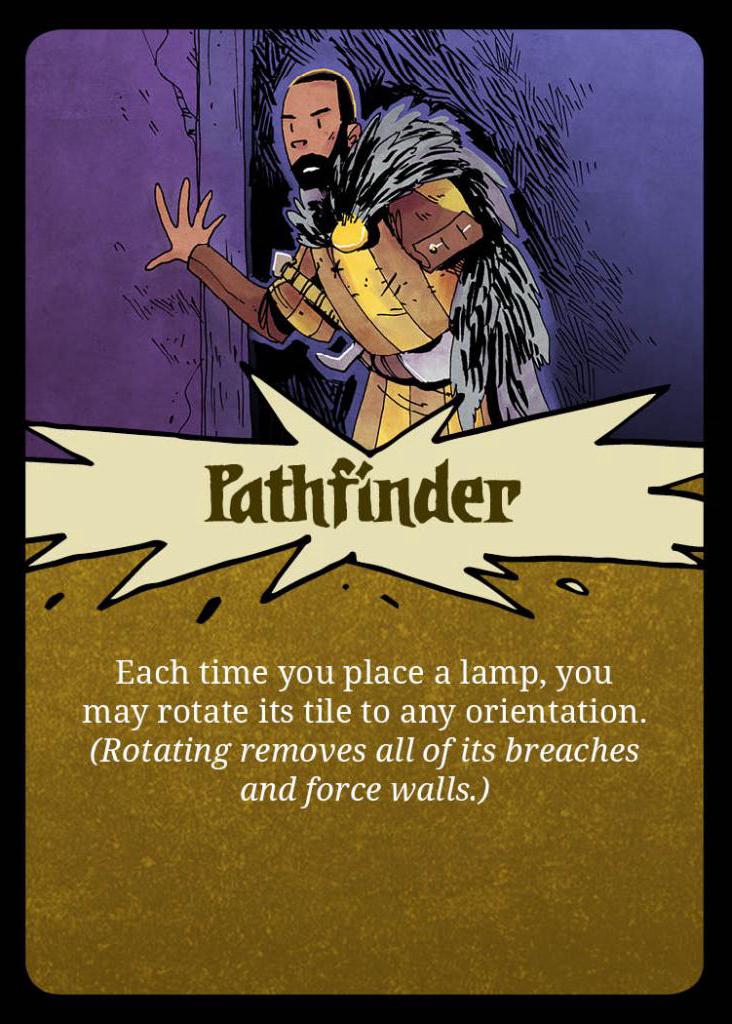 Pathfinder
Each time you place a lamp, you
may rotate its tile to any orientation.
(Rotating removes all of its breaches
and force walls.)